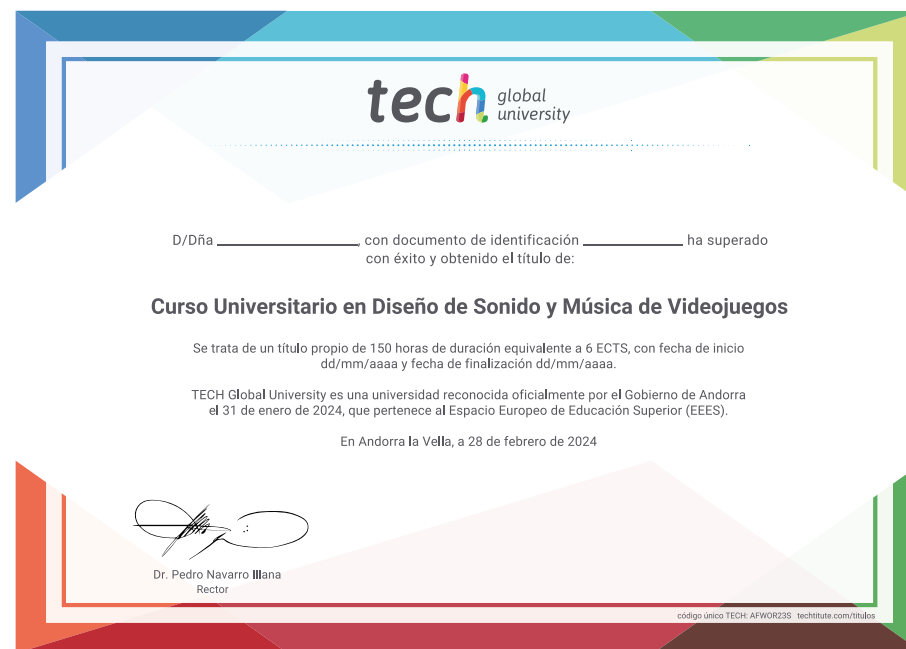 tech global university
D/Dña ____________________, con documento de identificación ______________ ha superado
con éxito y obtenido el título de:
Curso Universitario en Diseño de Sonido y Música de Videojuegos
Se trata de un título propio de 150 horas de duración equivalente a 6 ECTS, con fecha de inicio
dd/mm/aaaa y fecha de finalización dd/mm/aaaa.
TECH Global University es una universidad reconocida oficialmente por el Gobierno de Andorra
el 31 de enero de 2024, que pertenece al Espacio Europeo de Educación Superior (EEES).
En Andorra la Vella, a 28 de febrero de 2024
Dr. Pedro Navarro Illana
Rector
código único TECH: AFWOR23S techtitute.com/titulos